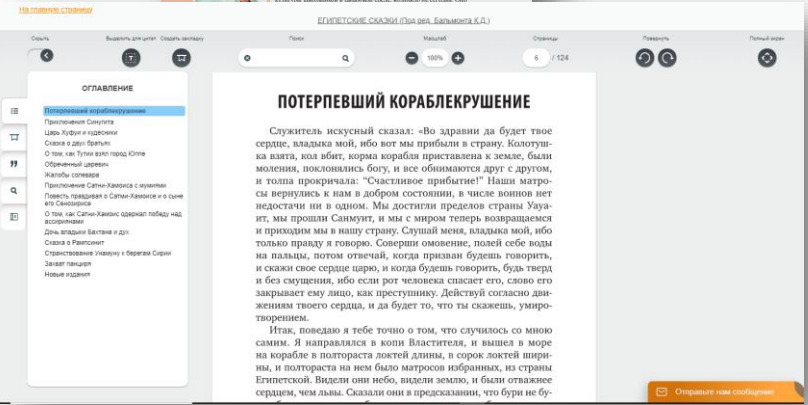 На главную страницу
ЕГИПЕТСКИЕ СКАЗКИ (Под ред. Бальмонта К.Д.)
Скрыть
Выделить для цитат
Создать закладку
Поиск
Масштаб
Страницы
Повернуть
Полный экран
100%
6 / 124
ОГЛАВЛЕНИЕ
Потерпевший кораблекрушение
Приключения Синухита
Царь Хуфуи и чудесники
Сказка о двух братьях
О том, как Тутии взял город Юппе
Обреченный царевич
Жалобы солевара
Приключение Сатни-Хамоиса с мумиями
Повесть правдивая о Сатми-Хамоисе и о сыне
его Сенозирисе
О том, как Сатни-Хамоис одержал победу над
ассириянами
Дочь владыки Бахтана и дух
Сказка о Рампсинит
Странствование Унамуну к берегам Сирии
Захват панциря
Новые издания
ПОТЕРПЕВШИЙ КОРАБЛЕКРУШЕНИЕ
Служитель искусный сказал: «Во здравии да будет твое
сердце, владыка мой, ибо вот мы прибыли в страну. Колотуш-
ка взята, кол вбит, корма корабля приставлена к земле, были
моления, поклонялись богу, и все обнимаются друг с другом,
и толпа прокричала: "Счастливое прибытие!" Наши матро-
сы вернулись к нам в добром состоянии, в числе воинов нет
недостачи ни в одном. Мы достигли пределов страны Уауа-
ит, мы прошли Санмуит, и мы с миром теперь возвращаемся
и приходим мы в нашу страну. Слушай меня, владыка мой, ибо
только правду я говорю. Соверши омовение, полей себе воды
на пальцы, потом отвечай, когда призван будешь говорить,
и скажи свое сердце царю, и когда будешь говорить, будь тверд
и без смущения, ибо если рот человека спасает его, слово его
закрывает ему лицо, как преступнику. Действуй согласно дви-
жениям твоего сердца, и да будет то, что ты скажешь, умиро-
творением.
Итак, поведаю я тебе точно о том, что случилось со мною
самим. Я направлялся в копи Властителя, и вышел в море
на корабле в полтораста локтей длины, в сорок локтей шири-
ны, и полтораста на нем было матросов избранных, из страны
Египетской. Видели они небо, видели землю, и были отважнее
сердцем, чем львы. Сказали они в предсказании, что бури не бу-
Отправьте нам сообщение